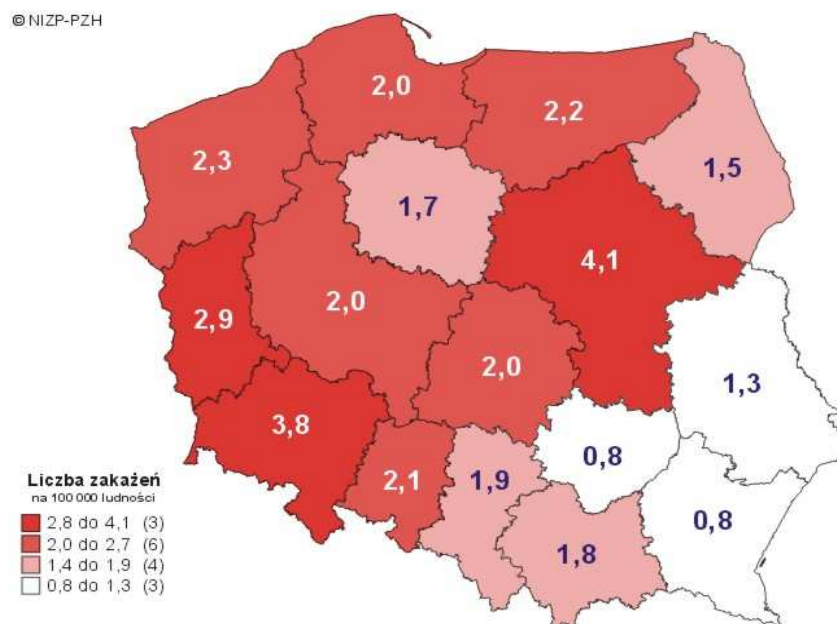 © NIZP-PZH
2,0
2,2
2,3
1,5
1,7
4,1
2,9
2,0
2,0
1,3
3,8
0,8
2,1
1,9
0,8
1,8
Liczba zakażeń
na 100 000 ludności
2,8 do 4,1 (3)
2,0 do 2,7 (6)
1,4 do 1,9 (4)
0,8 do 1,3 (3)